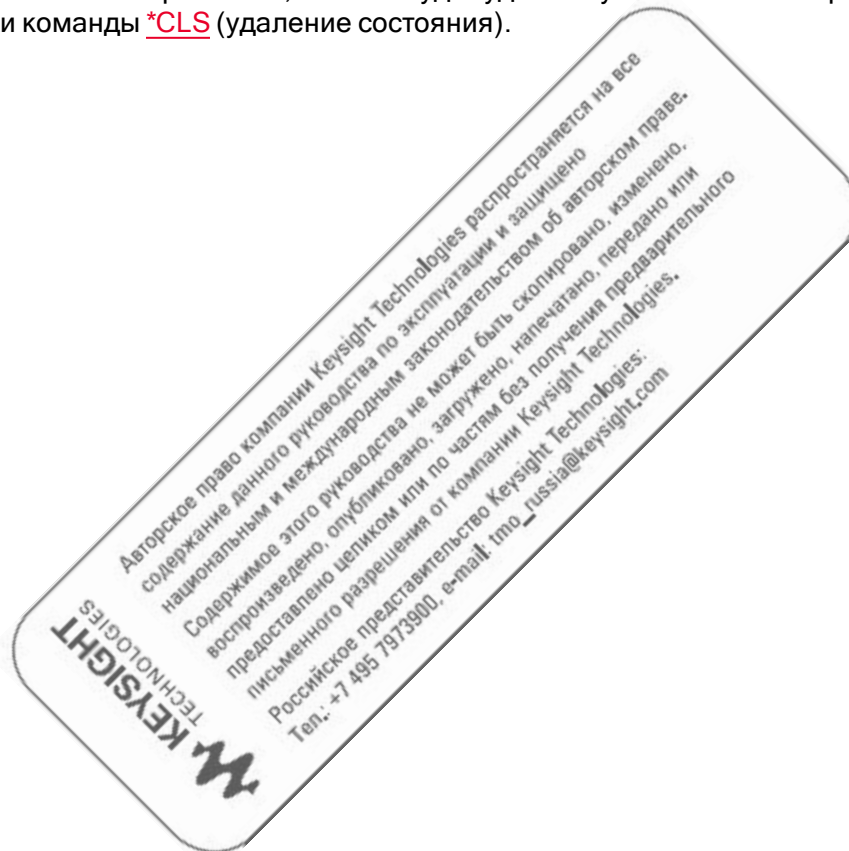 и команды *CLS (удаление состояния).
Авторское право компании Keysight Technologies распространяется на все
содержание данного руководства по эксплуатации и защищено
национальным и международным законодательством об авторском праве.
Содержимое этого руководства не может быть скопировано, изменено,
воспроизведено, опубликовано, загружено, напечатано, передано или
предоставлено целиком или по частям без получения предварительного
письменного разрешения от компании Keysight Technologies.
Российское представительство Keysight Technologies:
Тел.: +7 495 7973900, e-mail: tmo_russia@keysight.com
KEYSIGHT
TECHNOLOGIES